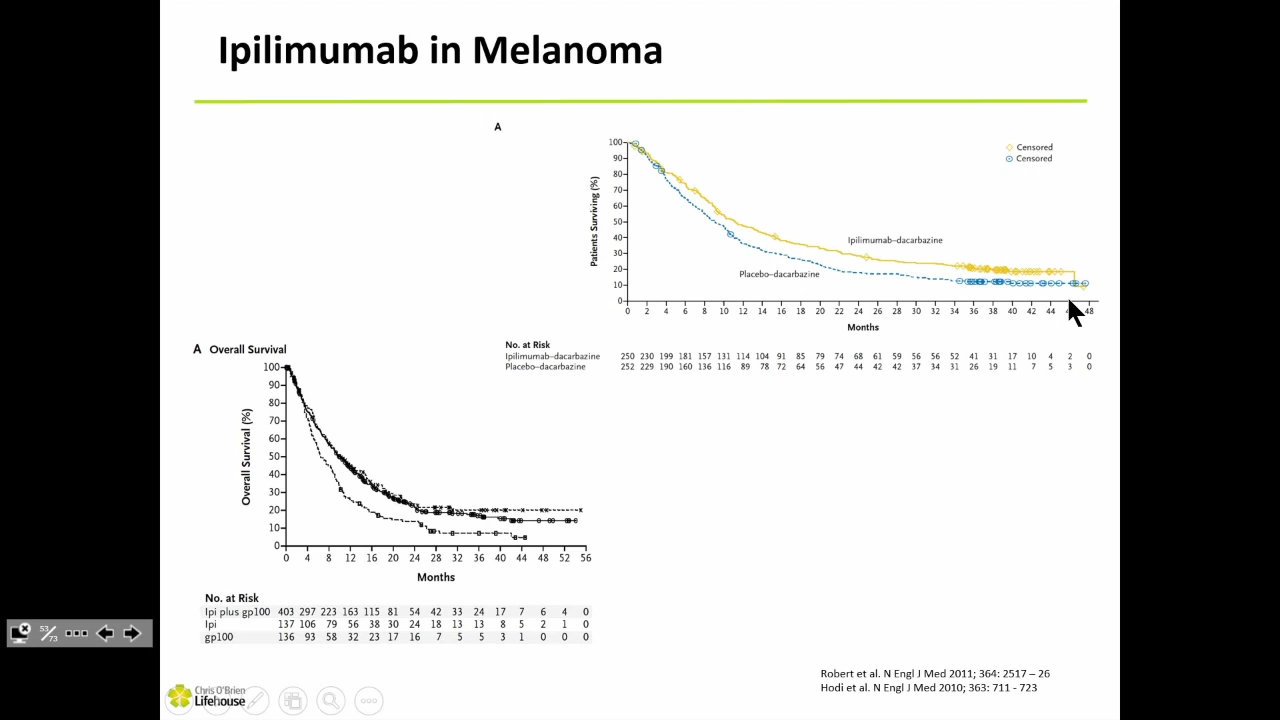 Ipilimumab in Melanoma
A
100
90
80
70
60
50
40
30
20
10
0
Patients Surviving (%)
Censored
Censored
Ipilimumab–dacarbazine
Placebo–dacarbazine
0 2 4 6 8 10 12 14 16 18 20 22 24 26 28 30 32 34 36 38 40 42 44 48
Months
No. at Risk
Ipilimumab–dacarbazine 250 230 199 181 157 131 114 104 91 85 79 74 68 61 59 56 56 52 41 31 17 10 4 2 0
Placebo–dacarbazine 252 229 190 160 136 116 89 78 72 64 56 47 44 42 42 37 34 31 26 19 11 7 5 3 0
A Overall Survival
100
90
80
70
60
50
40
30
20
10
0
Overall Survival (%)
0 4 8 12 16 20 24 28 32 36 40 44 48 52 56
Months
No. at Risk
Ipi plus gp100 403 297 223 163 115 81 54 42 33 24 17 7 6 4 0
Ipi 137 106 79 56 38 30 24 18 13 13 8 5 2 1 0
gp100 136 93 58 32 23 17 16 7 5 5 3 1 0 0 0
53/73
Chris O'Brien
Lifehouse
Robert et al. N Engl J Med 2011; 364: 2517 – 26
Hodi et al. N Engl J Med 2010; 363: 711 - 723